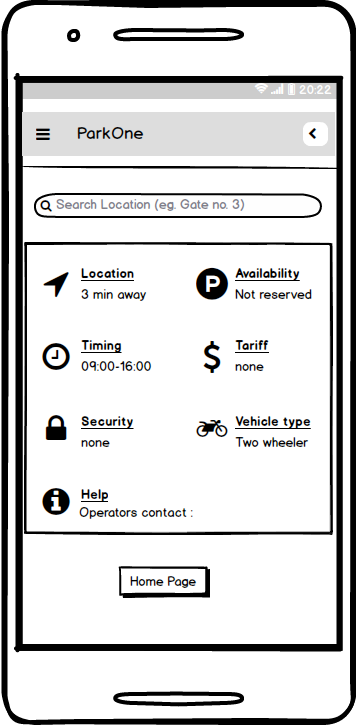 20:22
ParkOne
Search Location (eg. Gate no. 3)
Location
3 min away
Availability
Not reserved
Timing
09:00-16:00
Tariff
none
Security
none
Vehicle type
Two wheeler
Help
Operators contact :
Home Page